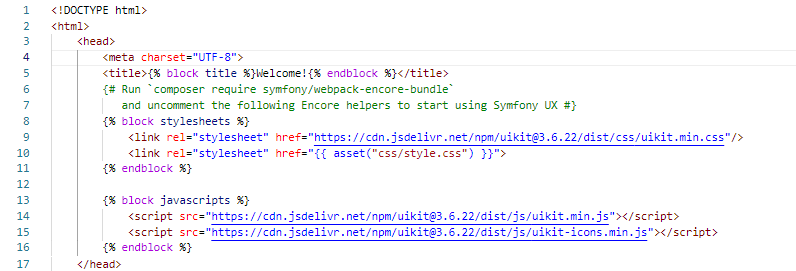 1 <!DOCTYPE html>
2 <html>
3 <head>
4 <meta charset="UTF-8">
5 <title>{% block title %}Welcome!{% endblock %}</title>
6 {# Run `composer require symfony/webpack-encore-bundle`
7 and uncomment the following Encore helpers to start using Symfony UX #}
8 {% block stylesheets %}
9 <link rel="stylesheet" href="https://cdn.jsdelivr.net/npm/uikit@3.6.22/dist/css/uikit.min.css"/>
10 <link rel="stylesheet" href="{{ asset("css/style.css") }}">
11 {% endblock %}
12
13 {% block javascripts %}
14 <script src="https://cdn.jsdelivr.net/npm/uikit@3.6.22/dist/js/uikit.min.js"></script>
15 <script src="https://cdn.jsdelivr.net/npm/uikit@3.6.22/dist/js/uikit-icons.min.js"></script>
16 {% endblock %}
17 </head>